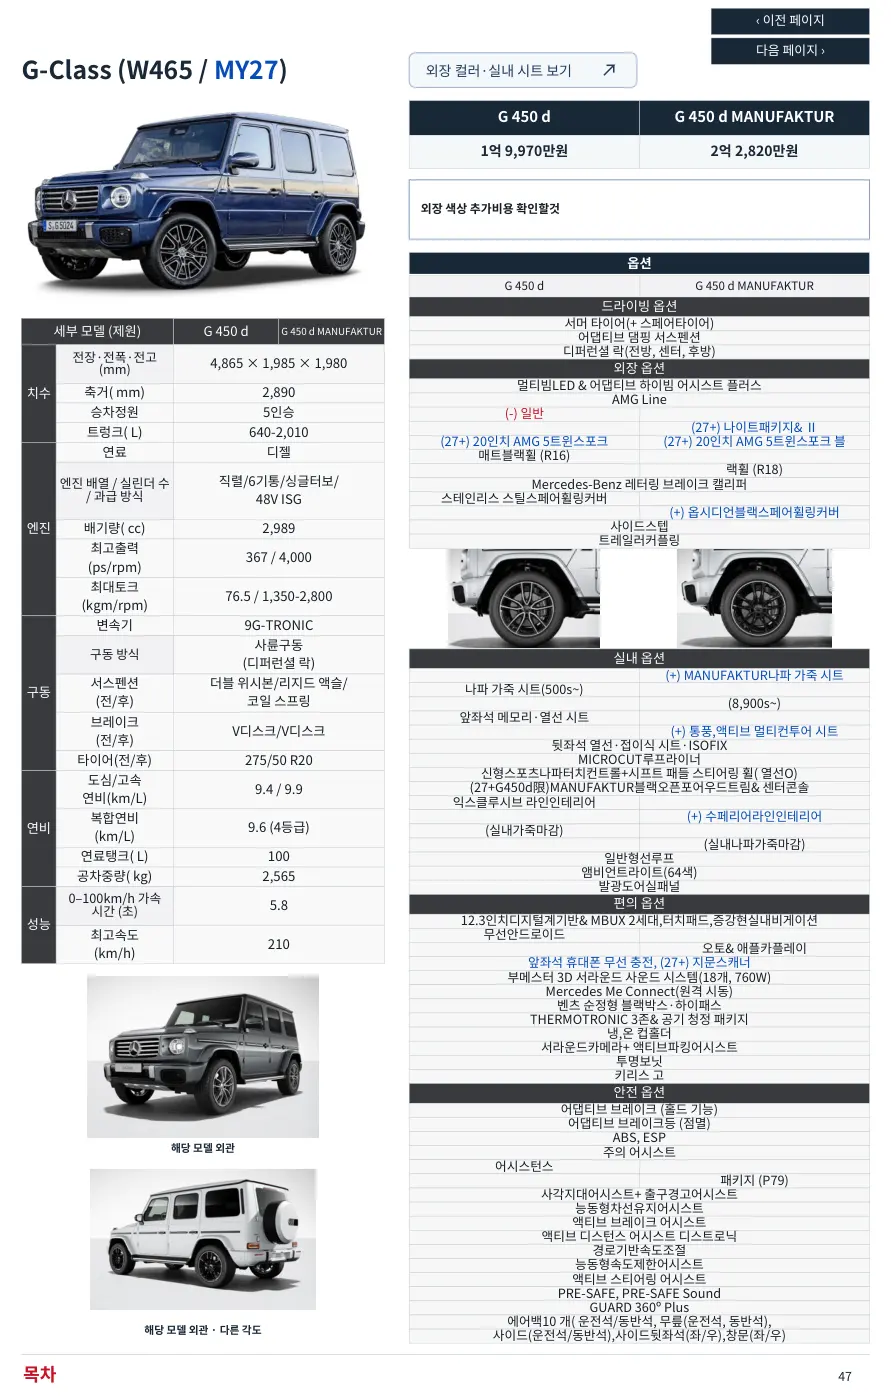 ‹ 이전 페이지
다음 페이지 ›
G-Class (W465 / MY27)
외장 컬러·실내 시트 보기
G 450 d
G 450 d MANUFAKTUR
1억 9,970만원
2억 2,820만원
외장 색상 추가비용 확인할것
S·G 5024
세부 모델 (제원)
G 450 d
G 450 d MANUFAKTUR
치수
전장·전폭·전고
(mm)
4,865 × 1,985 × 1,980
축거( mm)
2,890
승차정원
5인승
트렁크( L)
640-2,010
엔진
연료
디젤
엔진 배열 / 실린더 수
/ 과급 방식
직렬/6기통/싱글터보/
48V ISG
배기량( cc)
2,989
최고출력
(ps/rpm)
367 / 4,000
최대토크
(kgm/rpm)
76.5 / 1,350-2,800
구동
변속기
9G-TRONIC
구동 방식
사륜구동
(디퍼런셜 락)
서스펜션
(전/후)
더블 위시본/리지드 액슬/
코일 스프링
브레이크
(전/후)
V디스크/V디스크
타이어(전/후)
275/50 R20
연비
도심/고속
연비(km/L)
9.4 / 9.9
복합연비
(km/L)
9.6 (4등급)
연료탱크( L)
100
공차중량( kg)
2,565
성능
0–100km/h 가속
시간 (초)
5.8
최고속도
(km/h)
210
해당 모델 외관
해당 모델 외관 · 다른 각도
옵션
G 450 d
G 450 d MANUFAKTUR
드라이빙 옵션
서머 타이어(+ 스페어타이어)
어댑티브 댐핑 서스펜션
디퍼런셜 락(전방, 센터, 후방)
외장 옵션
멀티빔LED & 어댑티브 하이빔 어시스트 플러스
AMG Line
(-) 일반
(27+) 나이트패키지& Ⅱ
(27+) 20인치 AMG 5트윈스포크
(27+) 20인치 AMG 5트윈스포크 블
매트블랙휠 (R16)
랙휠 (R18)
Mercedes-Benz 레터링 브레이크 캘리퍼
스테인리스 스틸스페어휠링커버
(+) 옵시디언블랙스페어휠링커버
사이드스텝
트레일러커플링
실내 옵션
(+) MANUFAKTUR나파 가죽 시트
나파 가죽 시트(500s~)
(8,900s~)
앞좌석 메모리·열선 시트
(+) 통풍,액티브 멀티컨투어 시트
뒷좌석 열선·접이식 시트·ISOFIX
MICROCUT루프라이너
신형스포츠나파터치컨트롤+시프트 패들 스티어링 휠( 열선O)
(27+G450d限)MANUFAKTUR블랙오픈포어우드트림& 센터콘솔
익스클루시브 라인인테리어
(+) 수페리어라인인테리어
(실내가죽마감)
(실내나파가죽마감)
일반형선루프
앰비언트라이트(64색)
발광도어실패널
편의 옵션
12.3인치디지털계기반& MBUX 2세대,터치패드,증강현실내비게이션
무선안드로이드
오토& 애플카플레이
앞좌석 휴대폰 무선 충전, (27+) 지문스캐너
부메스터 3D 서라운드 사운드 시스템(18개, 760W)
Mercedes Me Connect(원격 시동)
벤츠 순정형 블랙박스·하이패스
THERMOTRONIC 3존& 공기 청정 패키지
냉,온 컵홀더
서라운드카메라+ 액티브파킹어시스트
투명보닛
키리스 고
안전 옵션
어댑티브 브레이크 (홀드 기능)
어댑티브 브레이크등 (점멸)
ABS, ESP
주의 어시스트
어시스턴스
패키지 (P79)
사각지대어시스트+ 출구경고어시스트
능동형차선유지어시스트
액티브 브레이크 어시스트
액티브 디스턴스 어시스트 디스트로닉
경로기반속도조절
능동형속도제한어시스트
액티브 스티어링 어시스트
PRE-SAFE, PRE-SAFE Sound
GUARD 360º Plus
에어백10 개( 운전석/동반석, 무릎(운전석, 동반석),
사이드(운전석/동반석),사이드뒷좌석(좌/우),창문(좌/우)
목차
47